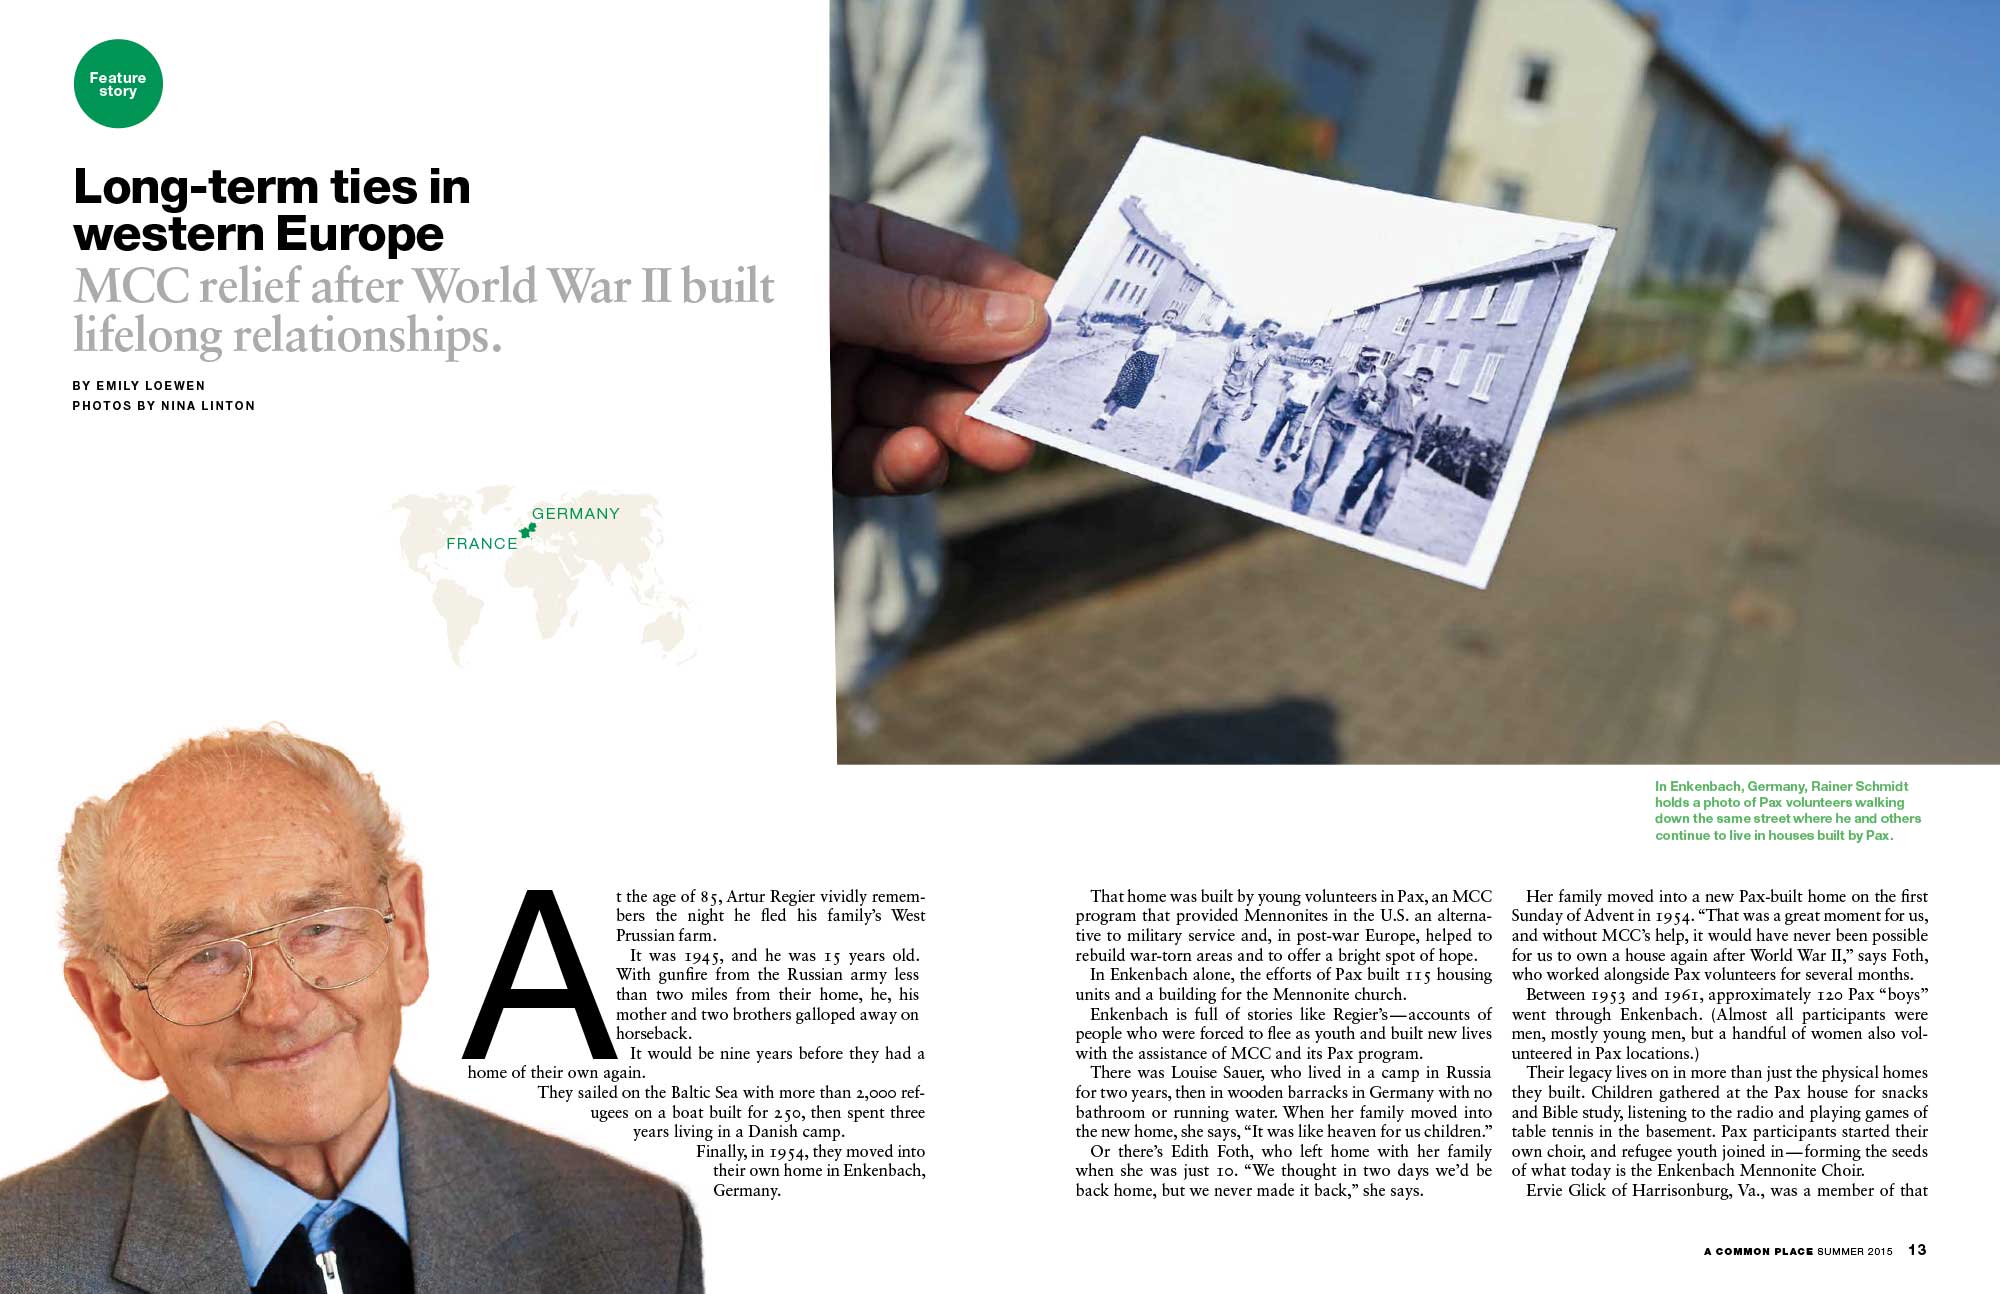 Feature
story
Long-term ties in
western Europe
MCC relief after World War II built
lifelong relationships.
BY EMILY LOEWEN
PHOTOS BY NINA LINTON
GERMANY
FRANCE
In Enkenbach, Germany, Rainer Schmidt
holds a photo of Pax volunteers walking
down the same street where he and others
continue to live in houses built by Pax.
At the age of 85, Artur Regier vividly remem-
bers the night he fled his family’s West
Prussian farm.
It was 1945, and he was 15 years old.
With gunfire from the Russian army less
than two miles from their home, he, his
mother and two brothers galloped away on
horseback.
It would be nine years before they had a
home of their own again.
They sailed on the Baltic Sea with more than 2,000 ref-
ugees on a boat built for 250, then spent three
years living in a Danish camp.
Finally, in 1954, they moved into
their own home in Enkenbach,
Germany.
That home was built by young volunteers in Pax, an MCC
program that provided Mennonites in the U.S. an alterna-
tive to military service and, in post-war Europe, helped to
rebuild war-torn areas and to offer a bright spot of hope.
In Enkenbach alone, the efforts of Pax built 115 housing
units and a building for the Mennonite church.
Enkenbach is full of stories like Regier’s—accounts of
people who were forced to flee as youth and built new lives
with the assistance of MCC and its Pax program.
There was Louise Sauer, who lived in a camp in Russia
for two years, then in wooden barracks in Germany with no
bathroom or running water. When her family moved into
the new home, she says, “It was like heaven for us children.”
Or there’s Edith Foth, who left home with her family
when she was just 10. “We thought in two days we’d be
back home, but we never made it back,” she says.
Her family moved into a new Pax-built home on the first
Sunday of Advent in 1954. “That was a great moment for us,
and without MCC’s help, it would have never been possible
for us to own a house again after World War II,” says Foth,
who worked alongside Pax volunteers for several months.
Between 1953 and 1961, approximately 120 Pax “boys”
went through Enkenbach. (Almost all participants were
men, mostly young men, but a handful of women also vol-
unteered in Pax locations.)
Their legacy lives on in more than just the physical homes
they built. Children gathered at the Pax house for snacks
and Bible study, listening to the radio and playing games of
table tennis in the basement. Pax participants started their
own choir, and refugee youth joined in—forming the seeds
of what today is the Enkenbach Mennonite Choir.
Ervie Glick of Harrisonburg, Va., was a member of that
A COMMON PLACE SUMMER 2015 13